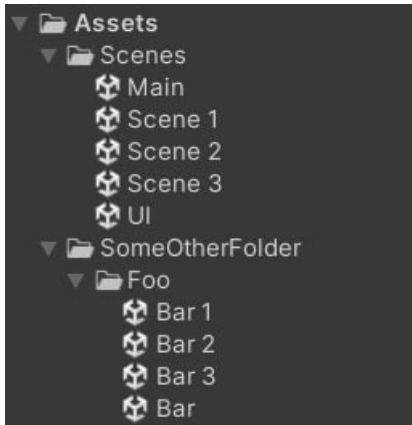 Assets
Scenes
Main
Scene 1
Scene 2
Scene 3
UI
SomeOtherFolder
Foo
Bar 1
Bar 2
Bar 3
Bar